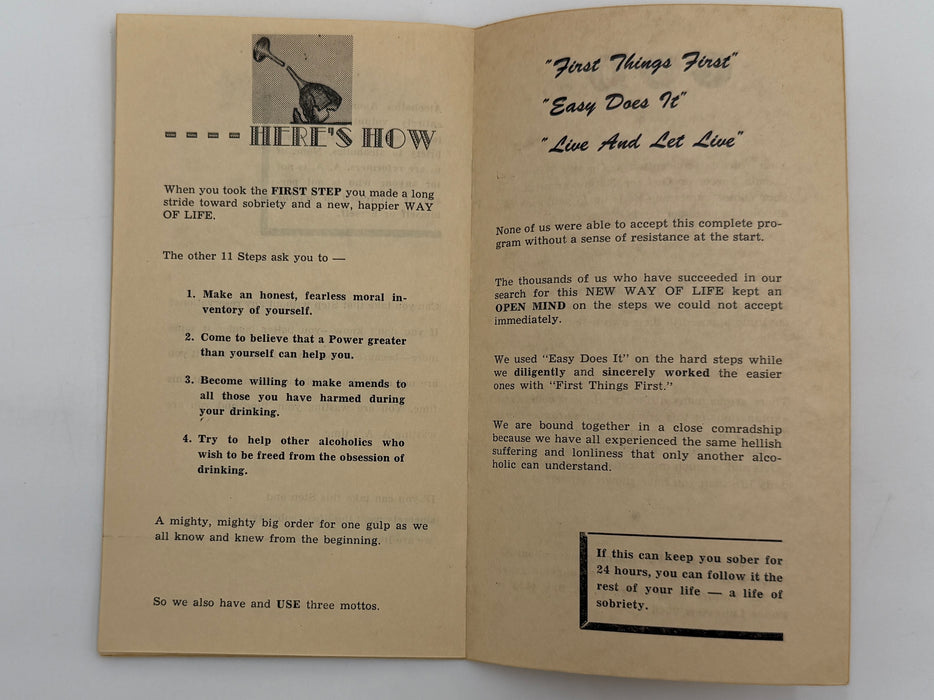 ---- HERE'S HOW
When you took the FIRST STEP you made a long
stride toward sobriety and a new, happier WAY
OF LIFE.
The other 11 Steps ask you to —
1. Make an honest, fearless moral in-
ventory of yourself.
2. Come to believe that a Power greater
than yourself can help you.
3. Become willing to make amends to
all those you have harmed during
your drinking.
4. Try to help other alcoholics who
wish to be freed from the obsession of
drinking.
A mighty, mighty big order for one gulp as we
all know and knew from the beginning.
So we also have and USE three mottos.
"First Things First"
"Easy Does It"
"Live And Let Live"
None of us were able to accept this complete pro-
gram without a sense of resistance at the start.
The thousands of us who have succeeded in our
search for this NEW WAY OF LIFE kept an
OPEN MIND on the steps we could not accept
immediately.
We used "Easy Does It" on the hard steps while
we diligently and sincerely worked the easier
ones with "First Things First."
We are bound together in a close comradship
because we have all experienced the same hellish
suffering and lonliness that only another alco-
holic can understand.
If this can keep you sober for
24 hours, you can follow it the
rest of your life — a life of
sobriety.